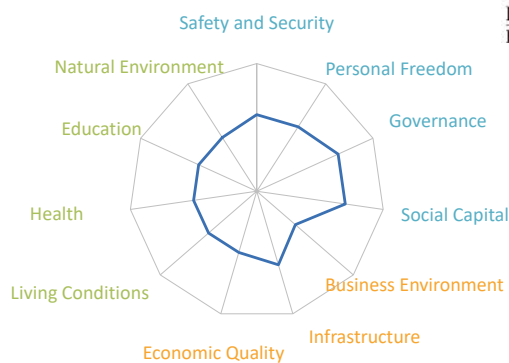 Safety and Security
Personal Freedom
Governance
Social Capital
Business Environment
Infrastructure
Economic Quality
Living Conditions
Health
Education
Natural Environment